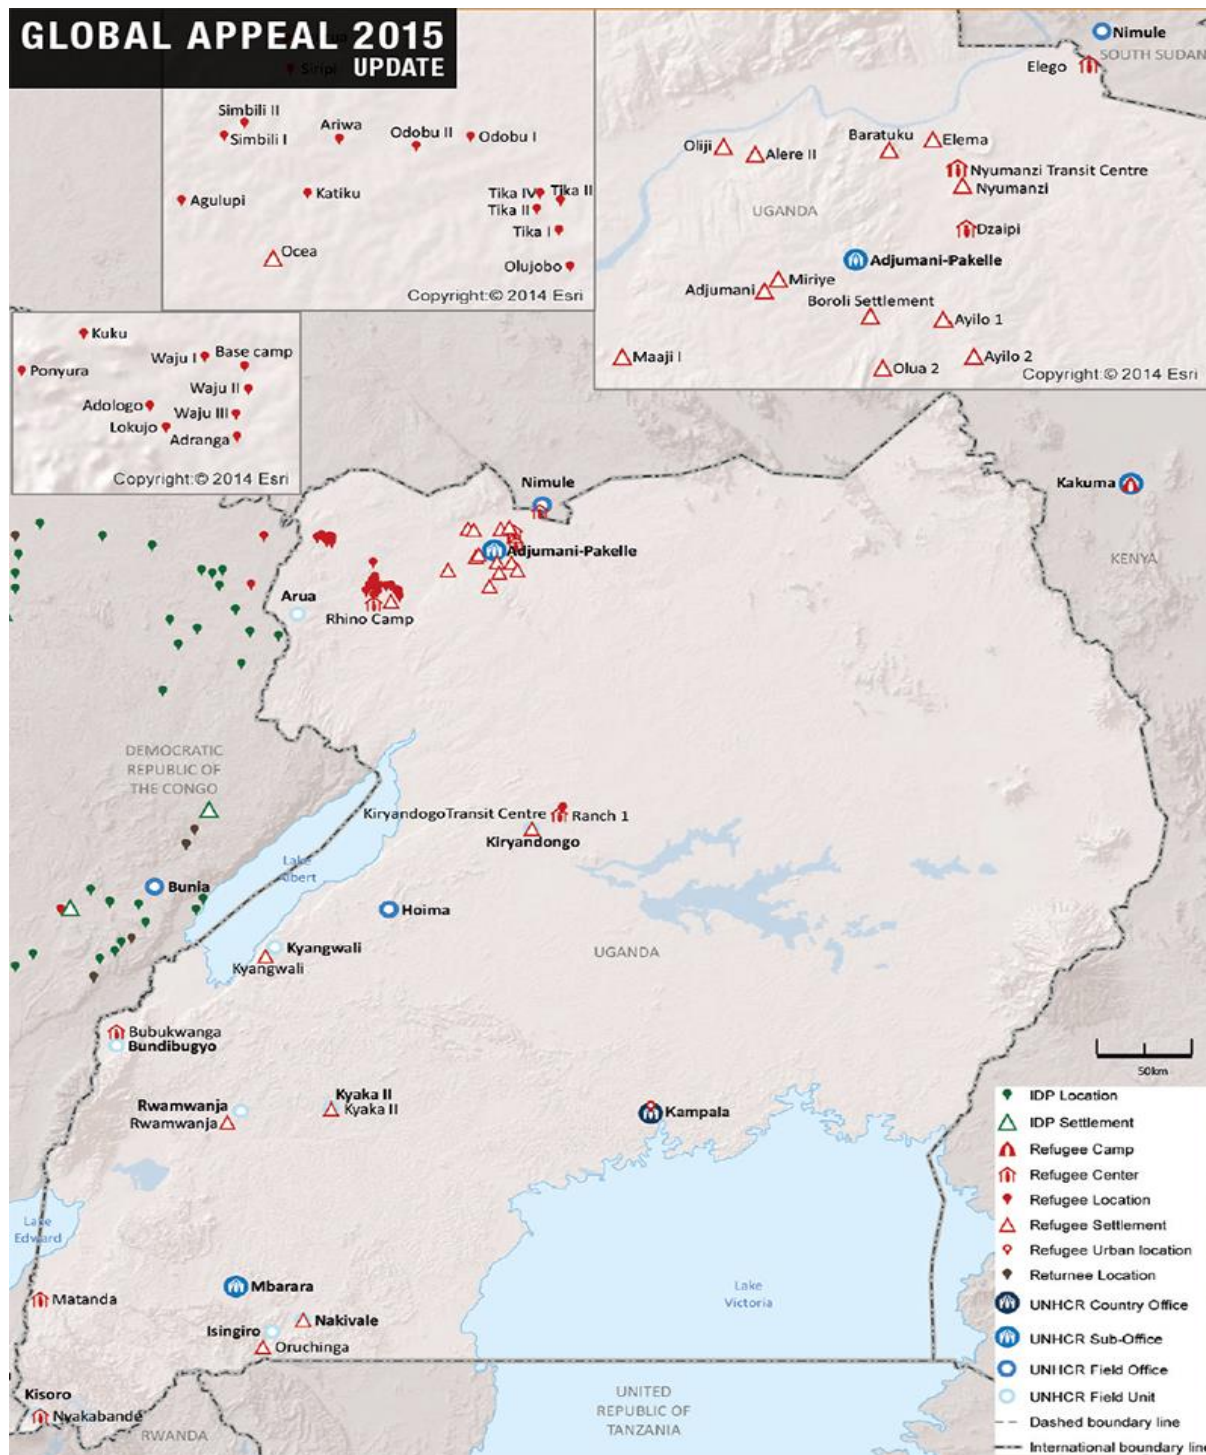 GLOBAL APPEAL 2015
UPDATE
Siripi
Simbili II
Simbili I
Ariwa
Odobu II
Odobu I
Agulupi
Katiku
Tika IV
Tika II
Tika II
Tika I
Ocea
Olujobo
Copyright:© 2014 Esri
Nimule
SOUTH SUDAN
Elego
Oliji
Alere II
Baratuku
Elema
Nyumanzi Transit Centre
Nyumanzi
UGANDA
Dzaipi
Adjumani-Pakelle
Adjumani
Miriye
Boroli Settlement
Ayilo 1
Maaji I
Olua 2
Ayilo 2
Copyright:© 2014 Esri
Kuku
Ponyura
Waju I
Base camp
Waju II
Adologo
Waju III
Lokujo
Adranga
Copyright:© 2014 Esri
Nimule
Kakuma
Adjumani-Pakelle
KENYA
Arua
Rhino Camp
DEMOCRATIC
REPUBLIC OF
THE CONGO
KiryandogoTransit Centre
Ranch 1
Kiryandongo
Lake
Albert
Bunia
Hoima
Kyangwali
Kyangwali
UGANDA
Bubukwanga
Bundibugyo
50km
Rwamwanja
Rwamwanja
Kyaka II
Kyaka II
Kampala
Lake
Edward
Mbarara
Matanda
Nakivale
Isingiro
Oruchinga
Lake
Victoria
Kisoro
Nyakabande
RWANDA
UNITED
REPUBLIC OF
TANZANIA
IDP Location
IDP Settlement
Refugee Camp
Refugee Center
Refugee Location
Refugee Settlement
Refugee Urban location
Returnee Location
UNHCR Country Office
UNHCR Sub-Office
UNHCR Field Office
UNHCR Field Unit
Dashed boundary line
International boundary line